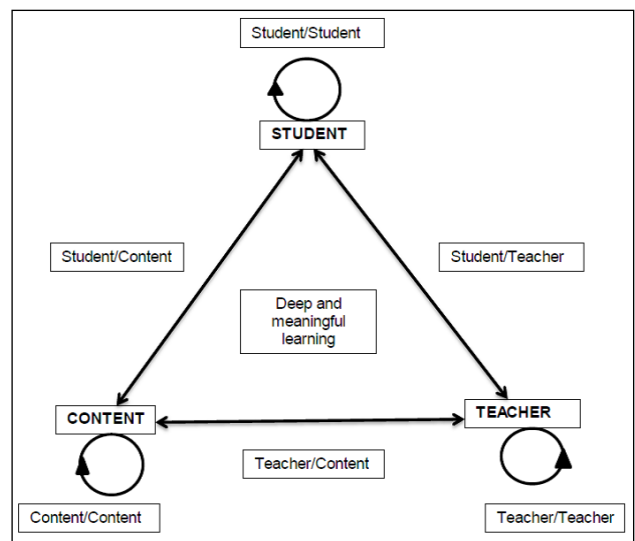 Student/Student
STUDENT
Student/Content
Student/Teacher
Deep and
meaningful
learning
CONTENT
TEACHER
Teacher/Content
Content/Content
Teacher/Teacher